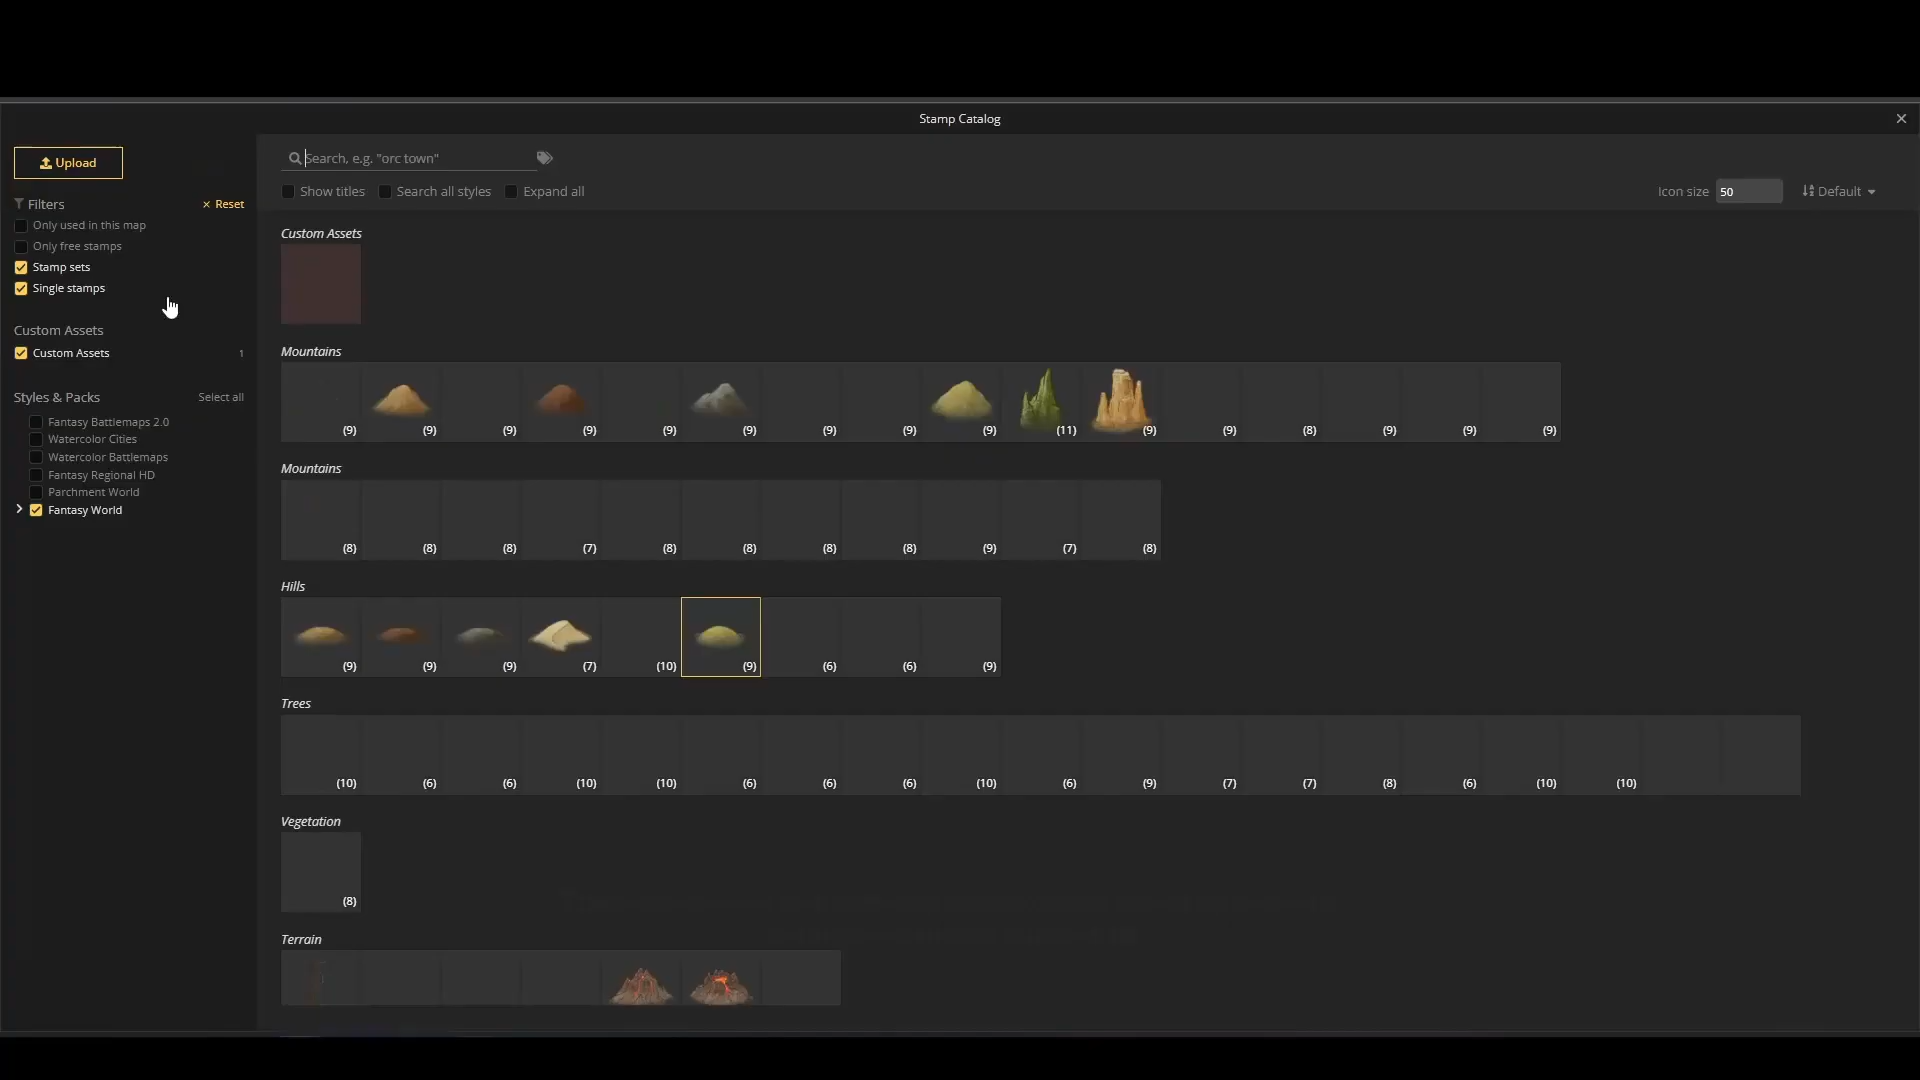 Stamp Catalog
Upload
Search, e.g. "orc town"
Show titles
Search all styles
Expand all
Icon size 50
Default
Filters
Reset
Only used in this map
Only free stamps
Stamp sets
Single stamps
Custom Assets
Custom Assets 1
Styles & Packs Select all
Fantasy Battlemaps 2.0
Watercolor Cities
Watercolor Battlemaps
Fantasy Regional HD
Parchment World
Fantasy World
Custom Assets
Mountains
(9) (9) (9) (9) (9) (9) (9) (9) (9) (11) (9) (9) (8) (9) (9) (9)
Mountains
(8) (8) (8) (7) (8) (8) (8) (8) (9) (7) (8)
Hills
(9) (9) (9) (7) (10) (9) (6) (6) (9)
Trees
(10) (6) (6) (10) (10) (6) (6) (6) (10) (6) (9) (7) (7) (8) (6) (10) (10)
Vegetation
(8)
Terrain